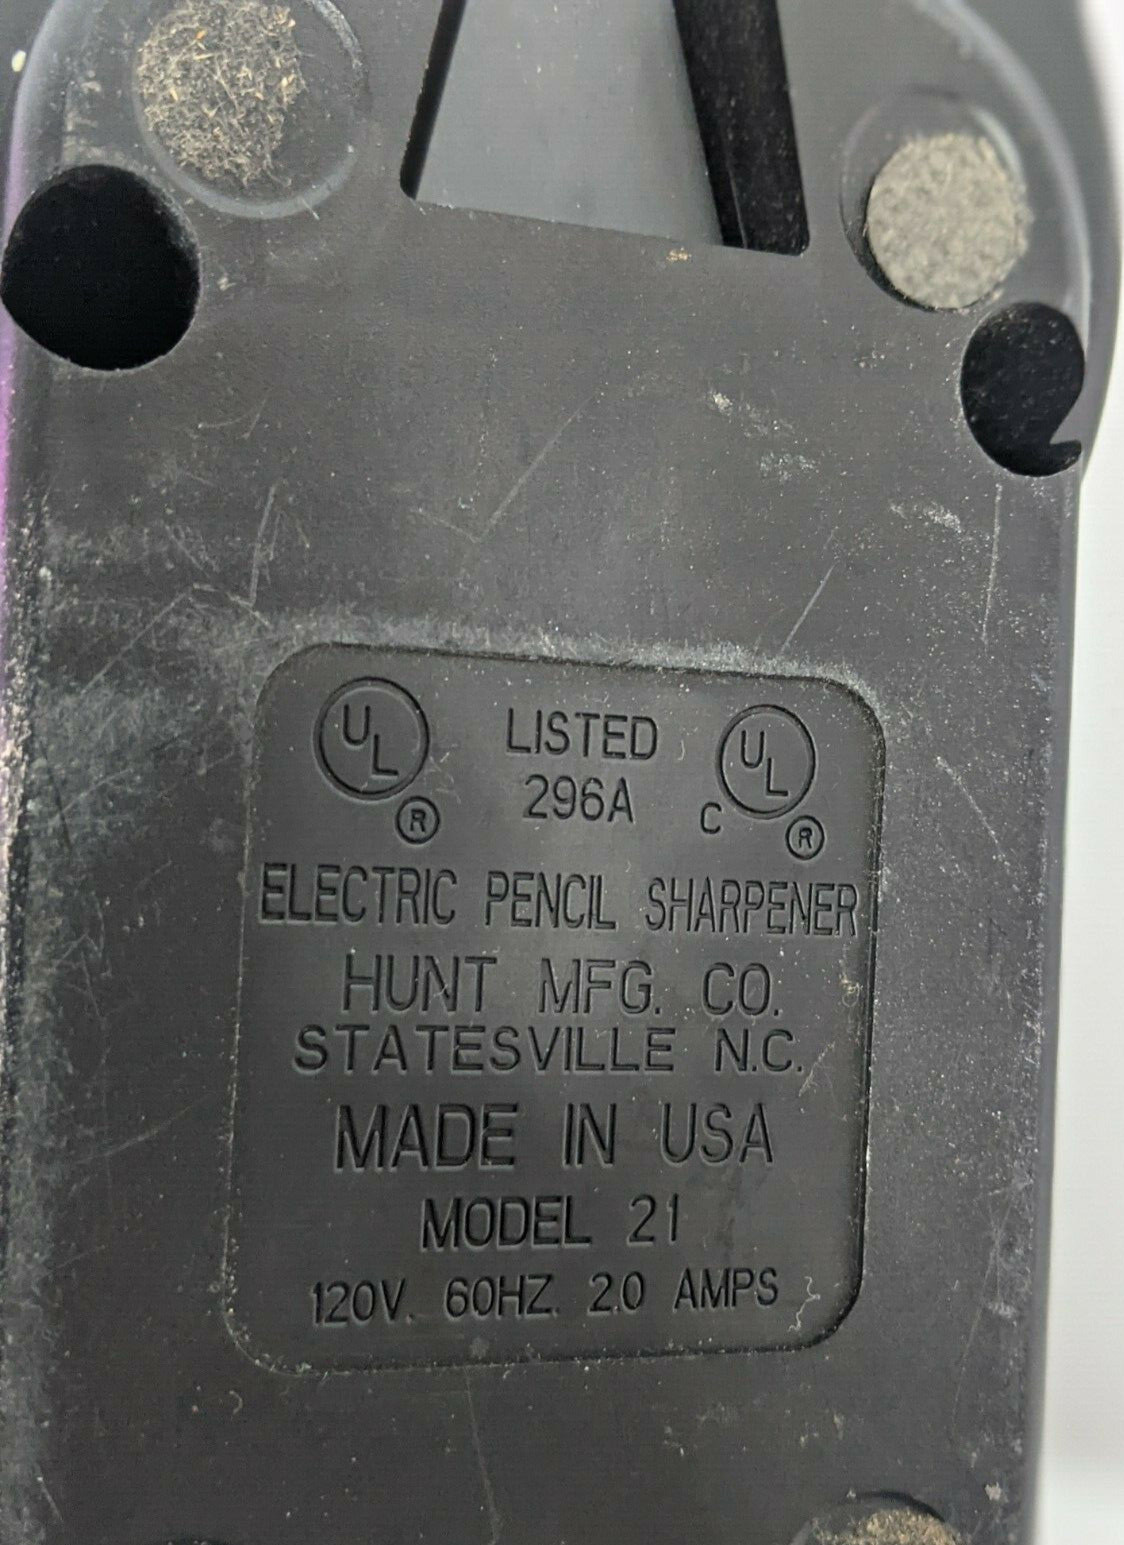 UL ® LISTED C UL ®
296A
ELECTRIC PENCIL SHARPENER
HUNT MFG. CO.
STATESVILLE N.C.
MADE IN USA
MODEL 21
120V. 60HZ. 2.0 AMPS